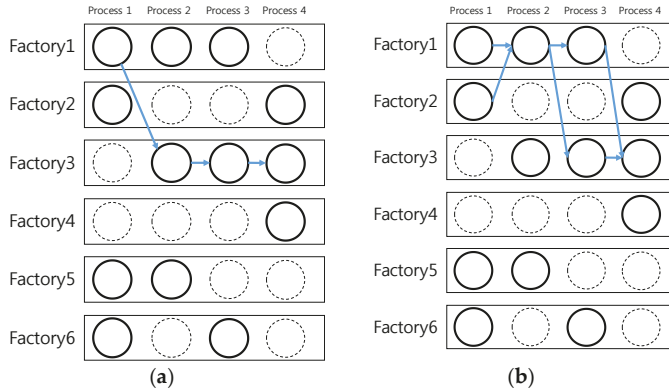 Process 1 Process 2 Process 3 Process 4
Factory1
Factory2
Factory3
Factory4
Factory5
Factory6
(a)
Process 1 Process 2 Process 3 Process 4
Factory1
Factory2
Factory3
Factory4
Factory5
Factory6
(b)